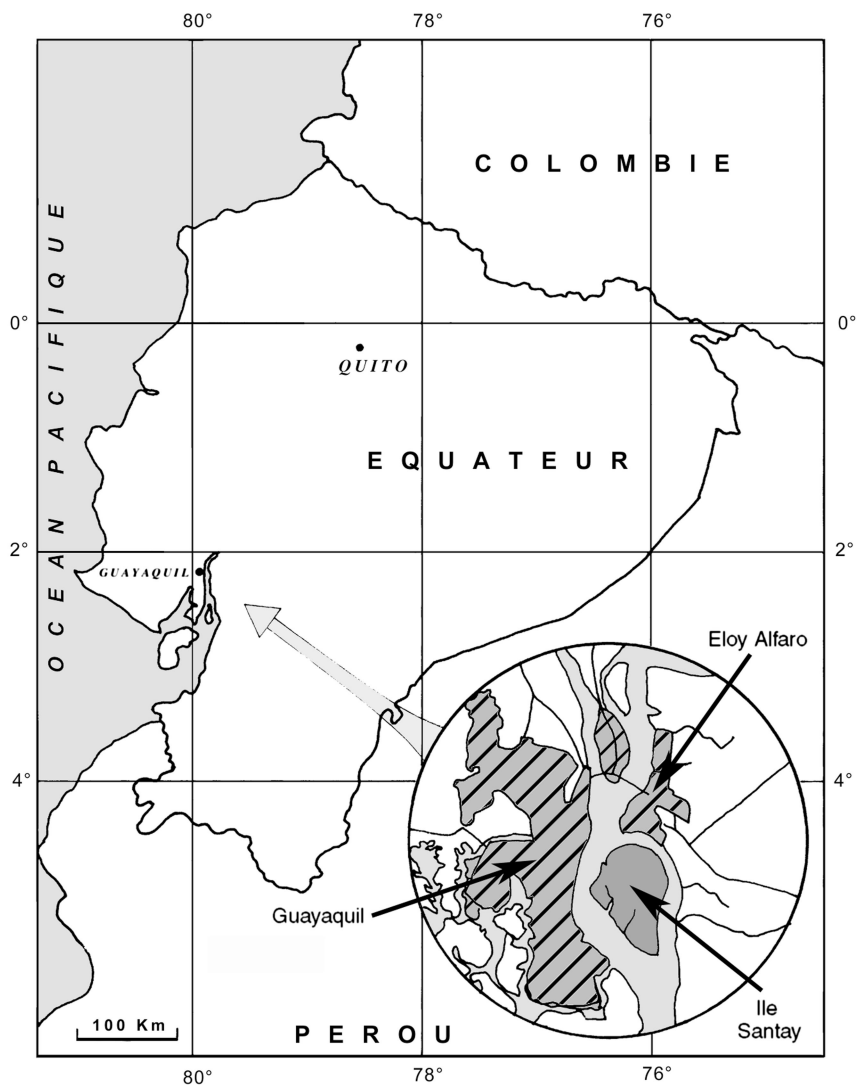 80° 78° 76°
COLOMBIE
OCEAN PACIFIQUE
0° 0°
QUITO
EQUATEUR
2° 2°
GUAYAQUIL
Eloy Alfaro
4° 4°
Guayaquil
Ile
Santay
100 Km
PEROU
80° 78° 76°